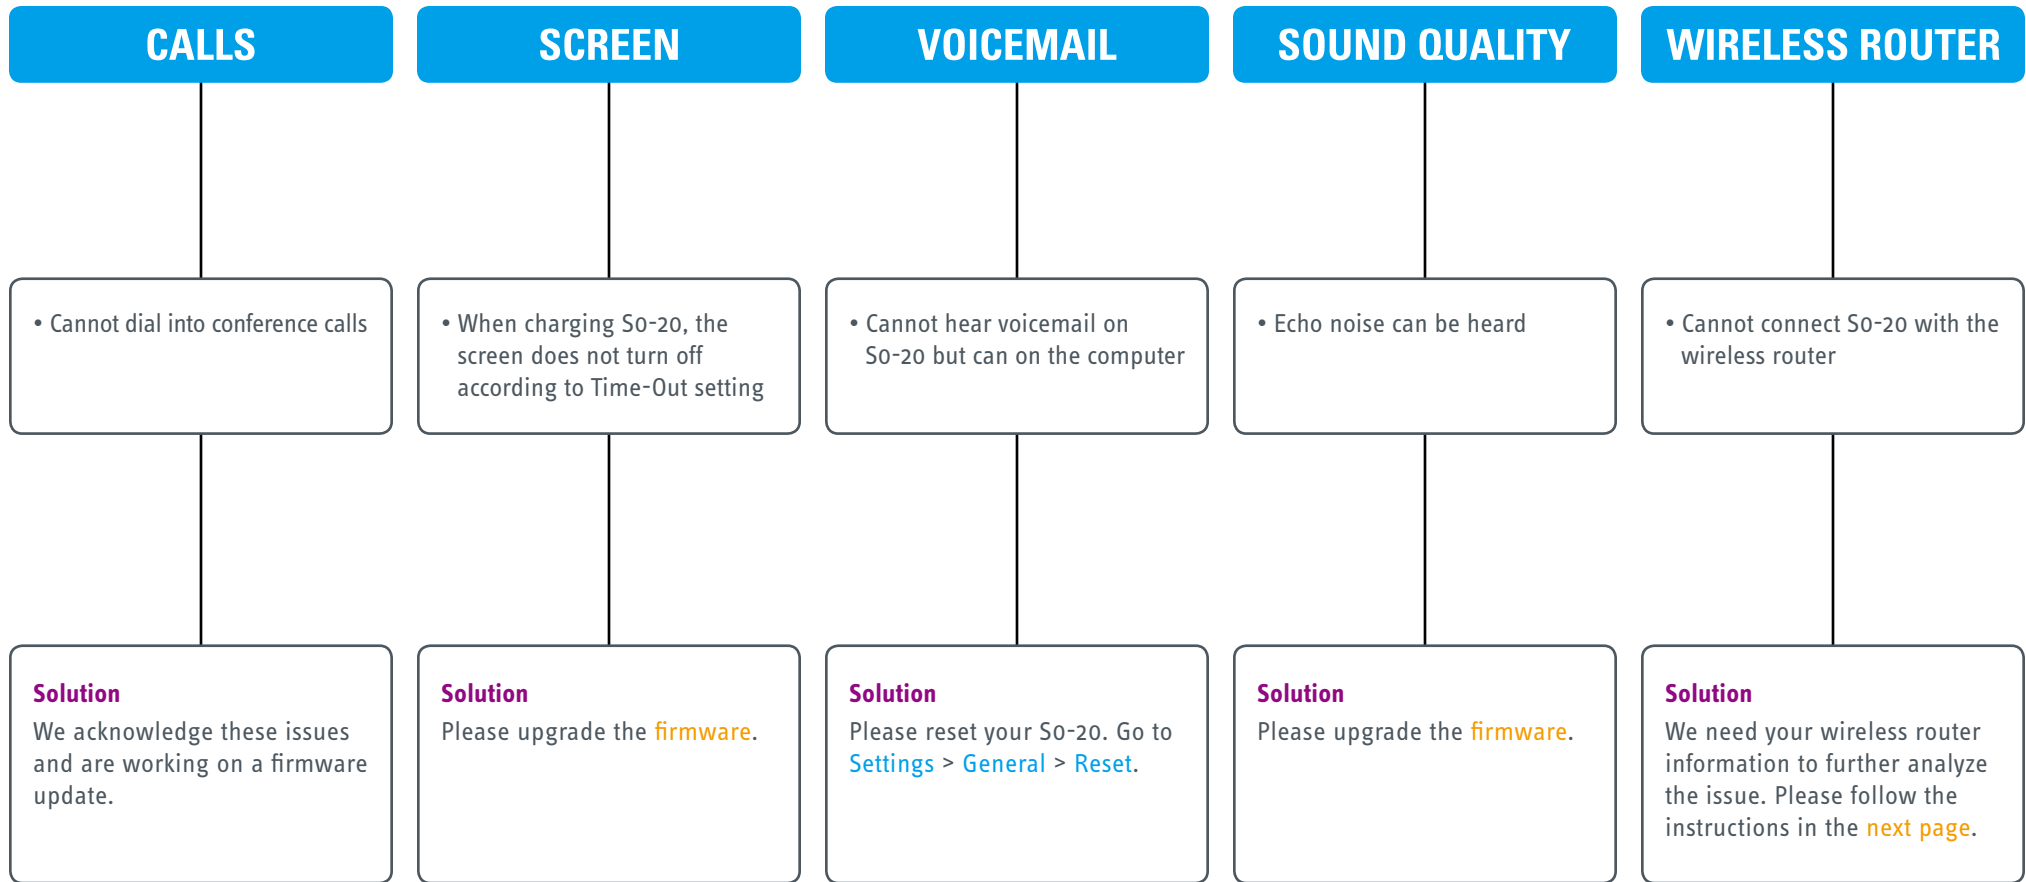 CALLS
SCREEN
VOICEMAIL
SOUND QUALITY
WIRELESS ROUTER
• Cannot dial into conference calls
• When charging S0-20, the
screen does not turn off
according to Time-Out setting
• Cannot hear voicemail on
S0-20 but can on the computer
• Echo noise can be heard
• Cannot connect S0-20 with the
wireless router
Solution
We acknowledge these issues
and are working on a firmware
update.
Solution
Please upgrade the firmware.
Solution
Please reset your S0-20. Go to
Settings > General > Reset.
Solution
Please upgrade the firmware.
Solution
We need your wireless router
information to further analyze
the issue. Please follow the
instructions in the next page.